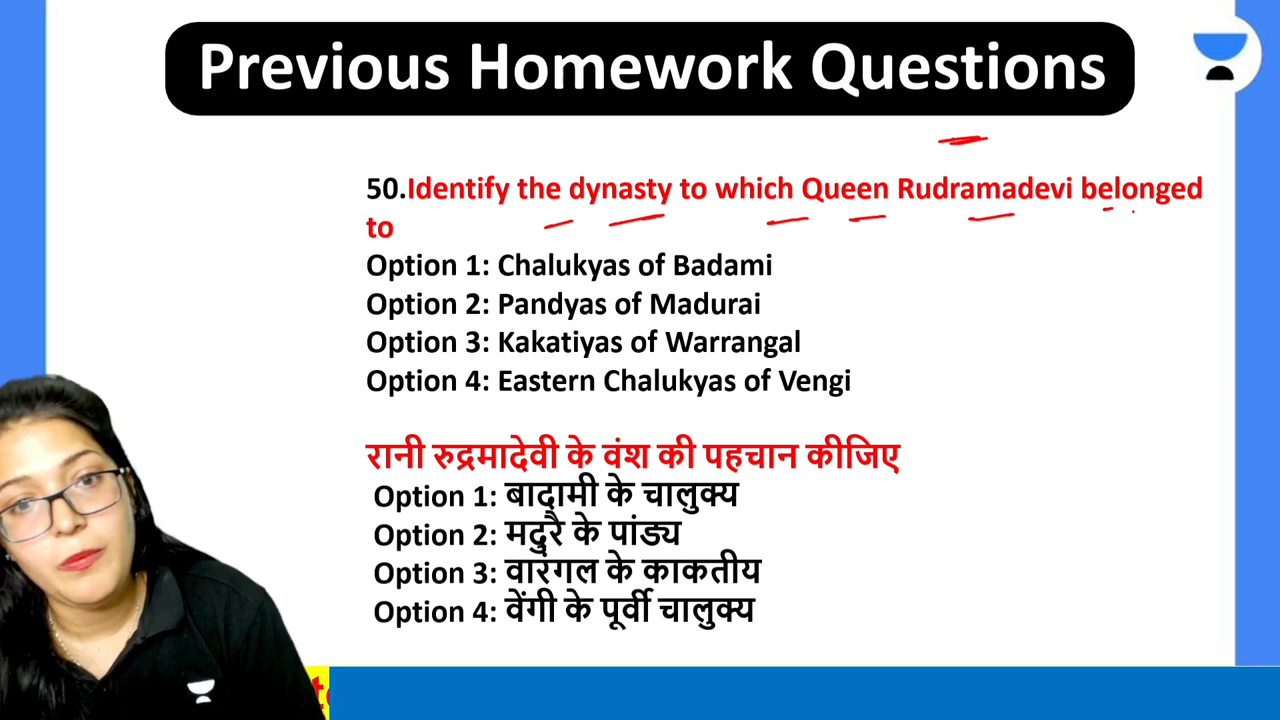 Previous Homework Questions
50.Identify the dynasty to which Queen Rudramadevi belonged
to
Option 1: Chalukyas of Badami
Option 2: Pandyas of Madurai
Option 3: Kakatiyas of Warrangal
Option 4: Eastern Chalukyas of Vengi
रानी रुद्रमादेवी के वंश की पहचान कीजिए
Option 1: बादामी के चालुक्य
Option 2: मदुरै के पांड्य
Option 3: वारंगल के काकतीय
Option 4: वेंगी के पूर्वी चालुक्य